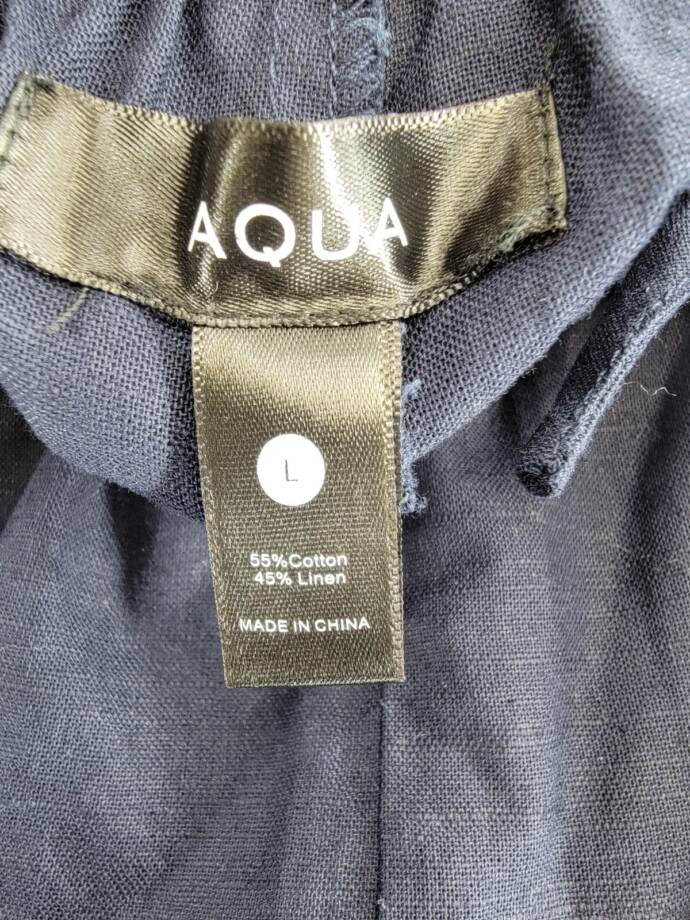 AQUA
L
55%Cotton
45% Linen
MADE IN CHINA